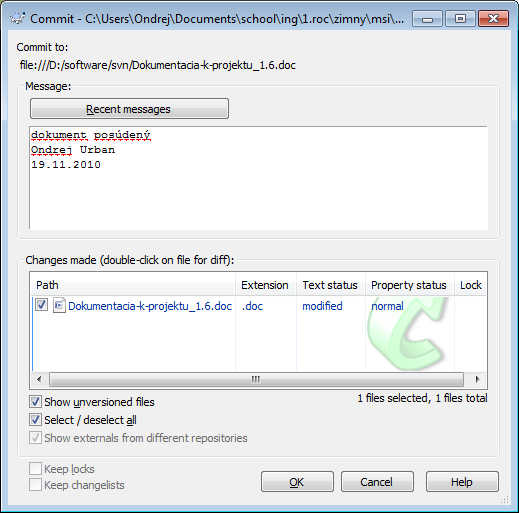 Commit - C:\Users\Ondrej\Documents\school\ing\1.roc\zimny\msi\...
Commit to:
file:///D:/software/svn/Dokumentacia-k-projektu_1.6.doc
Message:
Recent messages
dokument posúdený
Ondrej Urban
19.11.2010
Changes made (double-click on file for diff):
Path Extension Text status Property status Lock
Dokumentacia-k-projektu_1.6.doc .doc modified normal
Show unversioned files
1 files selected, 1 files total
Select / deselect all
Show externals from different repositories
Keep locks
Keep changelists
OK Cancel Help